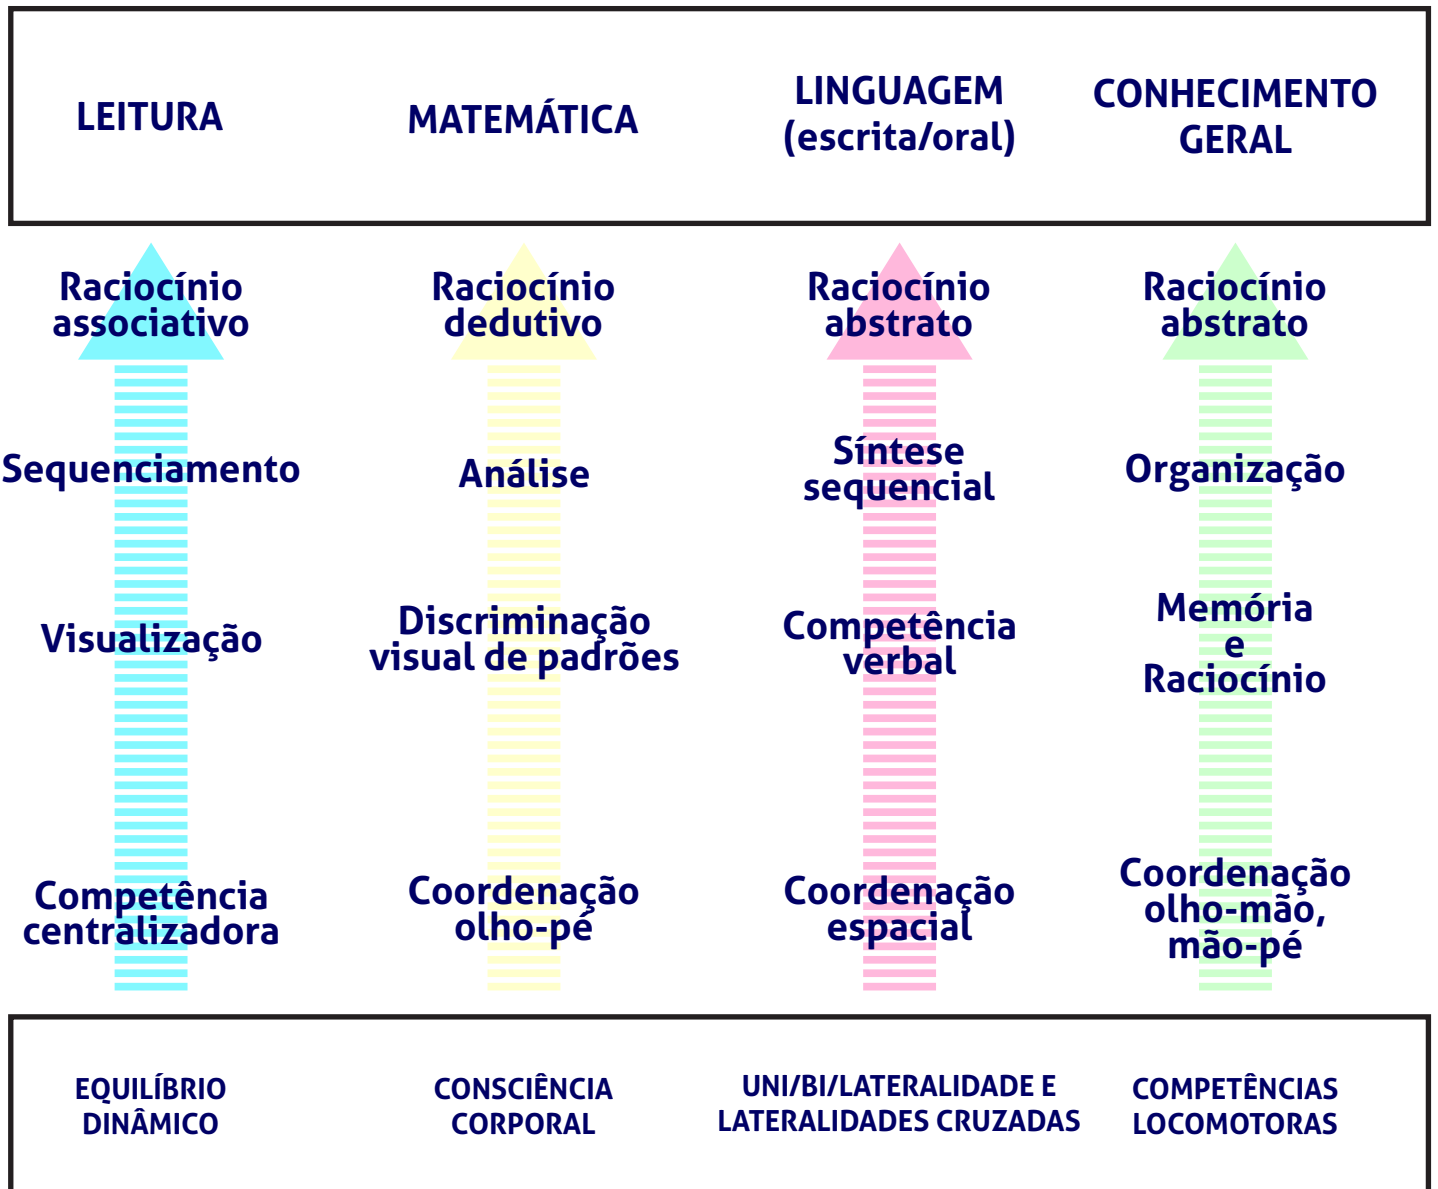 LEITURA
MATEMÁTICA
LINGUAGEM
(escrita/oral)
CONHECIMENTO
GERAL
Raciocínio
associativo
Raciocínio
dedutivo
Raciocínio
abstrato
Raciocínio
abstrato
Sequenciamento
Análise
Síntese
sequencial
Organização
Visualização
Discriminação
visual de padrões
Competência
verbal
Memória
e
Raciocínio
Competência
centralizadora
Coordenação
olho-pé
Coordenação
espacial
Coordenação
olho-mão,
mão-pé
EQUILÍBRIO
DINÂMICO
CONSCIÊNCIA
CORPORAL
UNI/BI/LATERALIDADE E
LATERALIDADES CRUZADAS
COMPETÊNCIAS
LOCOMOTORAS